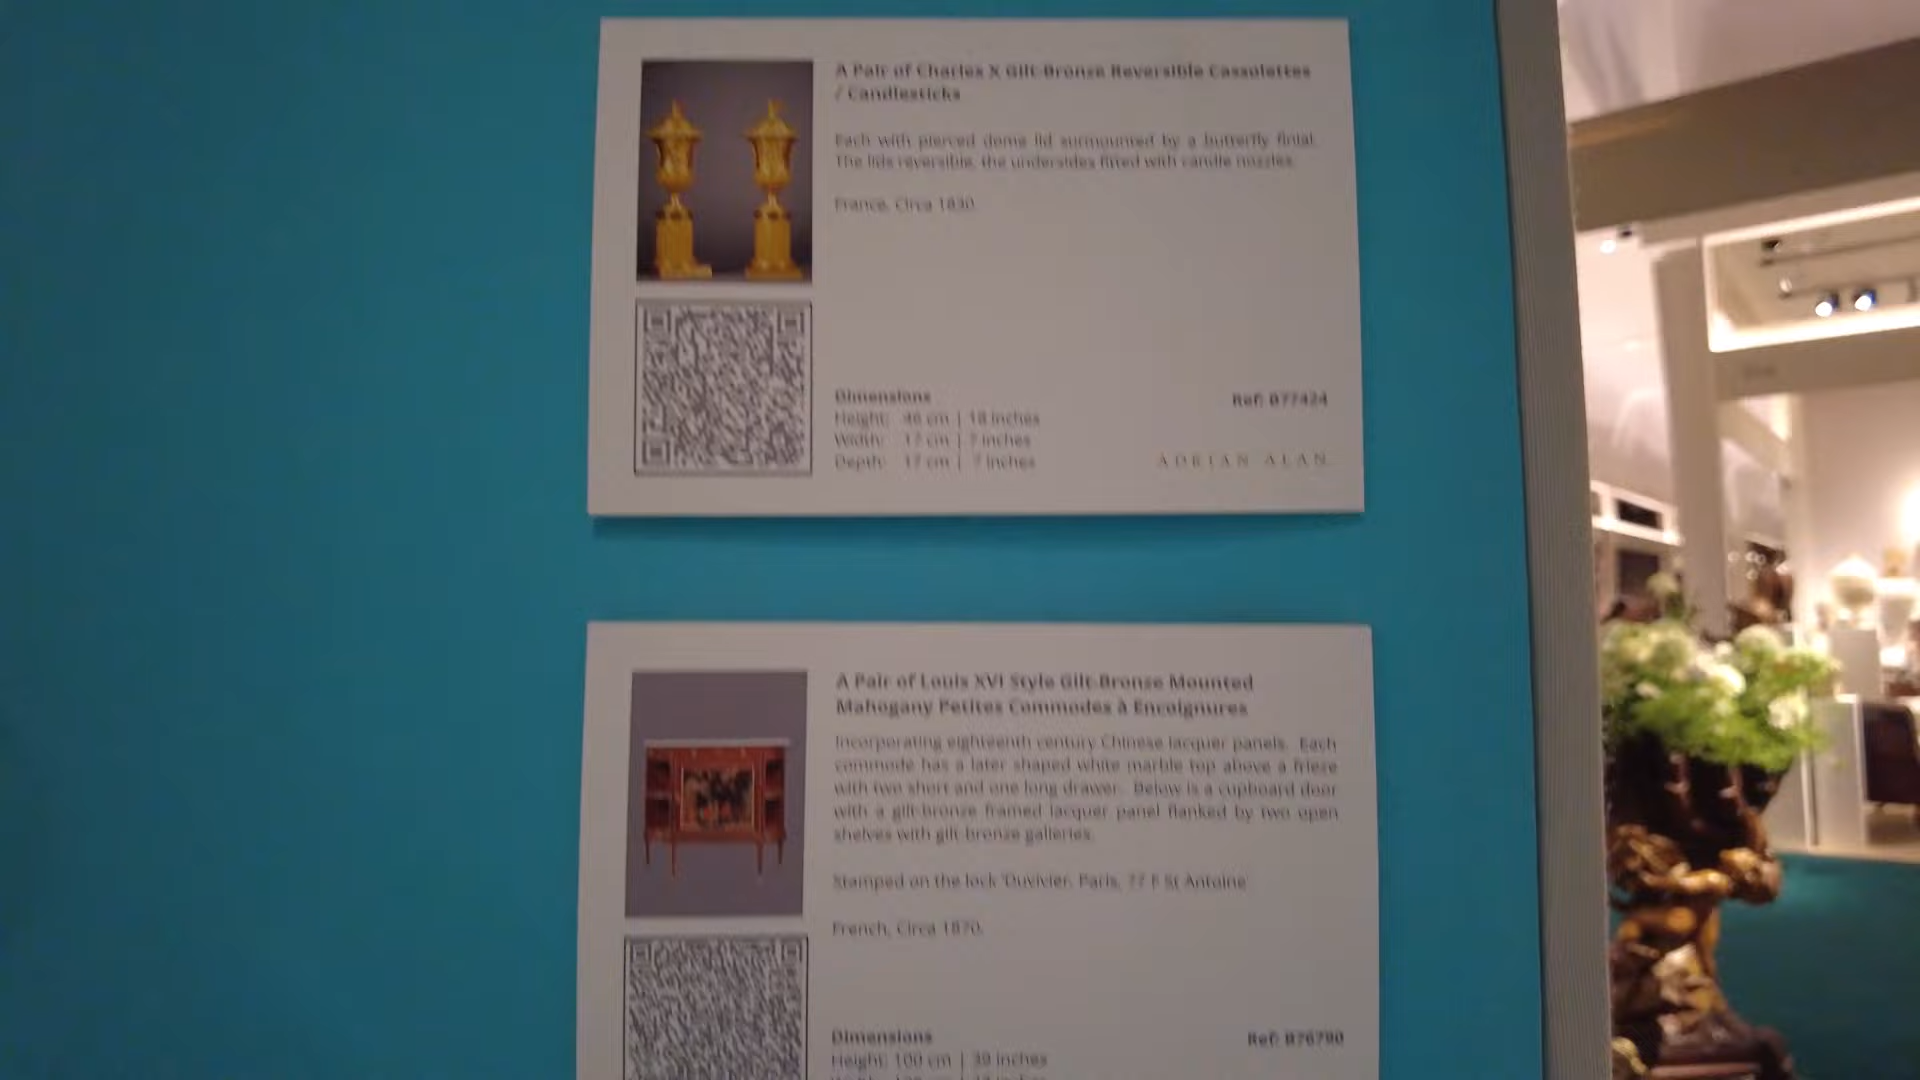 A Pair of Charles X Gilt-Bronze Reversible Cassolettes
/ Candlesticks
Each with pierced dome lid surmounted by a butterfly finial.
The lids reversible, the undersides fitted with candle nozzles.
France, Circa 1830.
Dimensions
Height: 46 cm | 18 inches
Width: 17 cm | 7 inches
Depth: 17 cm | 7 inches
Ref: B77424
ADRIAN ALAN
A Pair of Louis XVI Style Gilt-Bronze Mounted
Mahogany Petites Commodes à Encoignures
Incorporating eighteenth century Chinese lacquer panels. Each
commode has a later shaped white marble top above a frieze
with two short and one long drawer. Below is a cupboard door
with a gilt-bronze framed lacquer panel flanked by two open
shelves with gilt-bronze galleries.
Stamped on the lock 'Duvivier, Paris, 77 F St Antoine'
French, Circa 1870.
Dimensions
Height: 100 cm | 39 inches
Ref: B76790